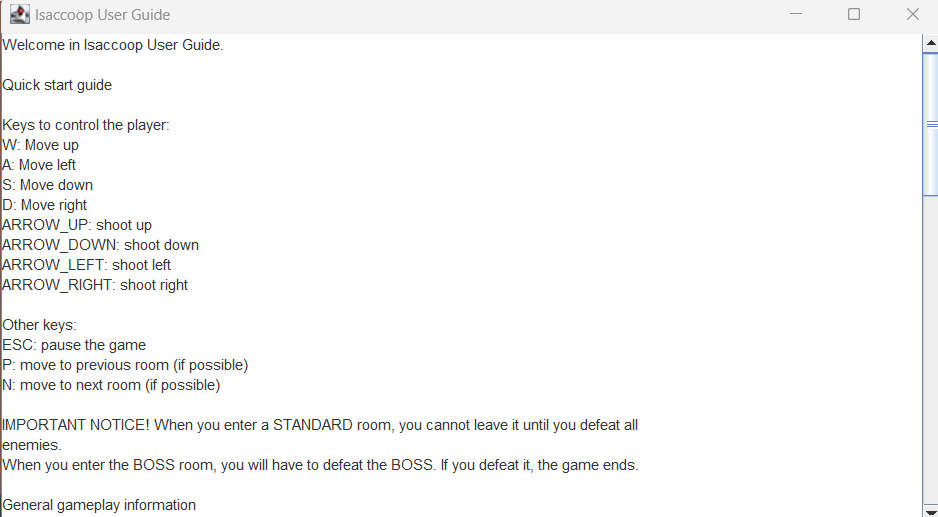 Isaccoop User Guide
Welcome in Isaccoop User Guide.
Quick start guide
Keys to control the player:
W: Move up
A: Move left
S: Move down
D: Move right
ARROW_UP: shoot up
ARROW_DOWN: shoot down
ARROW_LEFT: shoot left
ARROW_RIGHT: shoot right
Other keys:
ESC: pause the game
P: move to previous room (if possible)
N: move to next room (if possible)
IMPORTANT NOTICE! When you enter a STANDARD room, you cannot leave it until you defeat all
enemies.
When you enter the BOSS room, you will have to defeat the BOSS. If you defeat it, the game ends.
General gameplay information